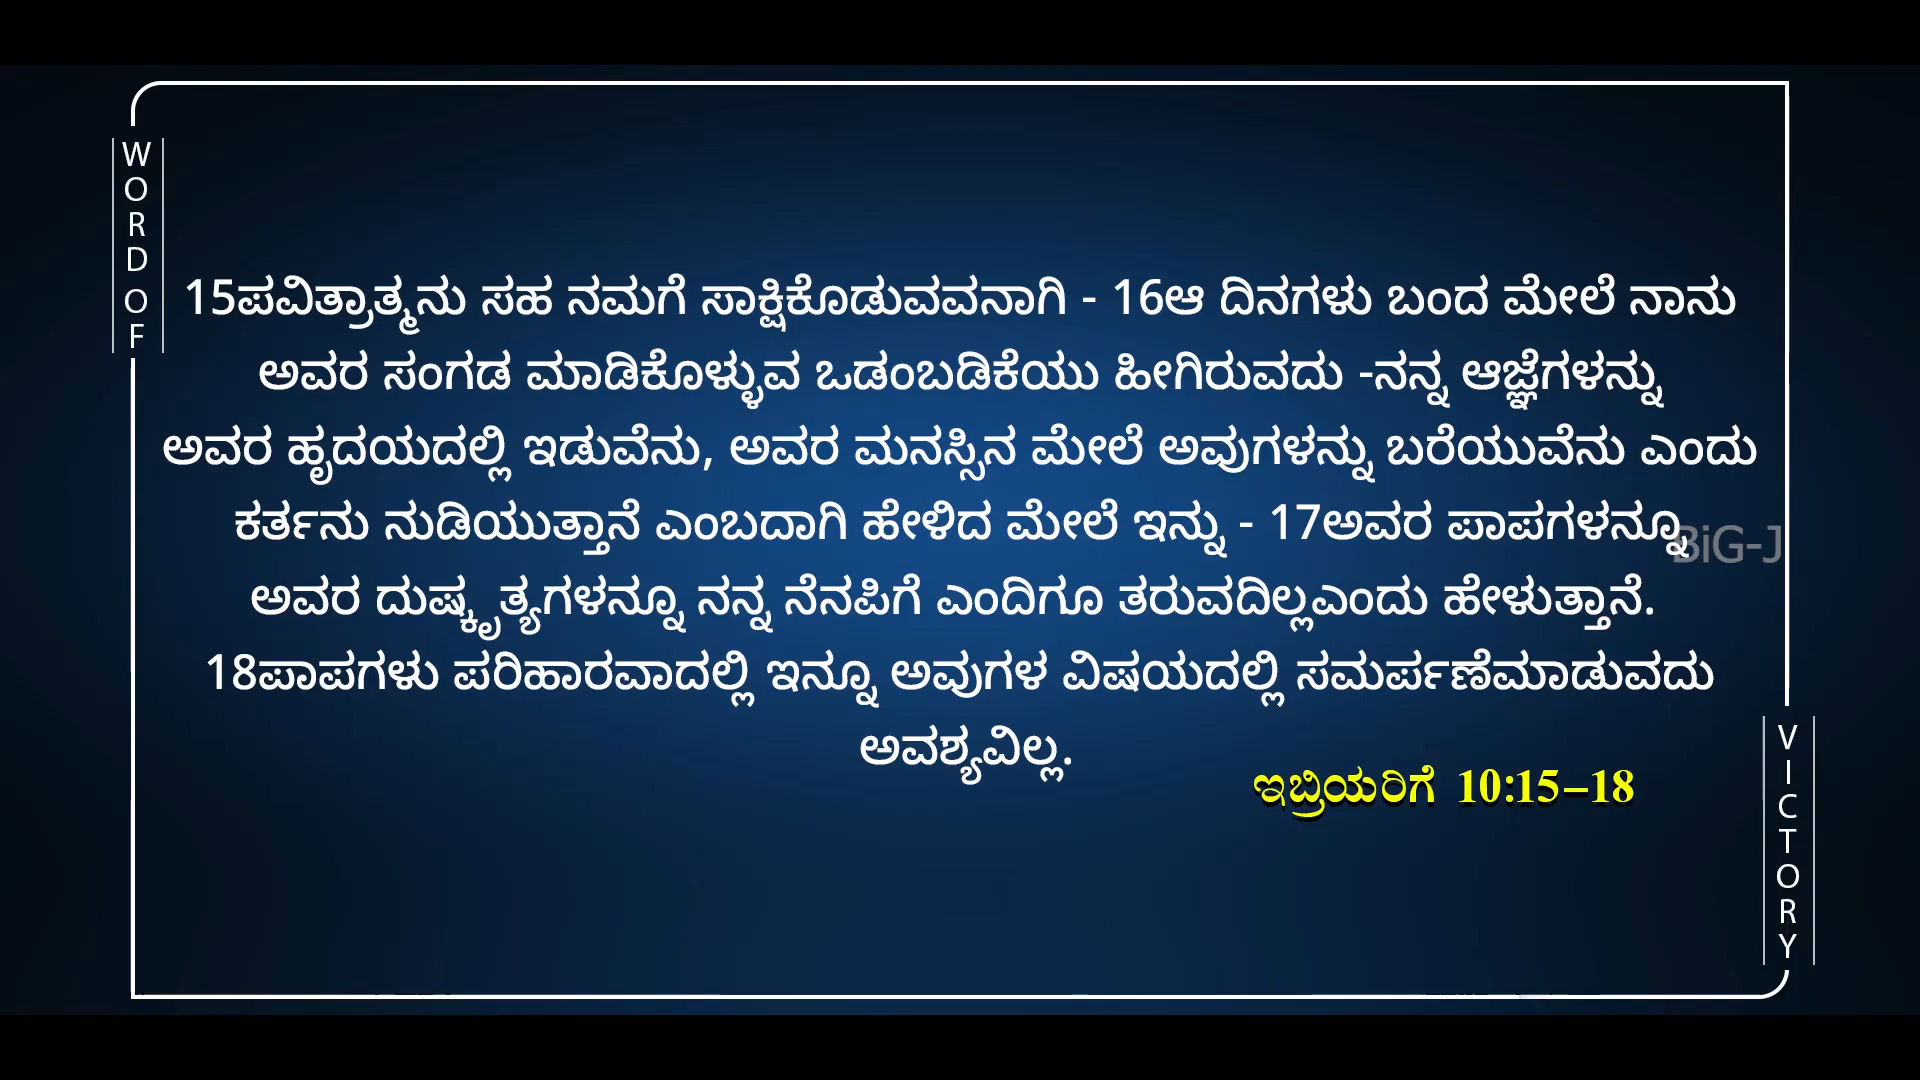 WORD OF
15ಪವಿತ್ರಾತ್ಮನು ಸಹ ನಮಗೆ ಸಾಕ್ಷಿಕೊಡುವವನಾಗಿ - 16ಆ ದಿನಗಳು ಬಂದ ಮೇಲೆ ನಾನು
ಅವರ ಸಂಗಡ ಮಾಡಿಕೊಳ್ಳುವ ಒಡಂಬಡಿಕೆಯು ಹೀಗಿರುವದು -ನನ್ನ ಆಜ್ಞೆಗಳನ್ನು
ಅವರ ಹೃದಯದಲ್ಲಿ ಇಡುವೆನು, ಅವರ ಮನಸ್ಸಿನ ಮೇಲೆ ಅವುಗಳನ್ನು ಬರೆಯುವೆನು ಎಂದು
ಕರ್ತನು ನುಡಿಯುತ್ತಾನೆ ಎಂಬದಾಗಿ ಹೇಳಿದ ಮೇಲೆ ಇನ್ನು - 17ಅವರ ಪಾಪಗಳನ್ನೂ
BiG-J
ಅವರ ದುಷ್ಕೃತ್ಯಗಳನ್ನೂ ನನ್ನ ನೆನಪಿಗೆ ಎಂದಿಗೂ ತರುವದಿಲ್ಲಎಂದು ಹೇಳುತ್ತಾನೆ.
18ಪಾಪಗಳು ಪರಿಹಾರವಾದಲ್ಲಿ ಇನ್ನೂ ಅವುಗಳ ವಿಷಯದಲ್ಲಿ ಸಮರ್ಪಣೆಮಾಡುವದು
ಅವಶ್ಯವಿಲ್ಲ.
ಇಬ್ರಿಯರಿಗೆ 10:15-18
VICTORY